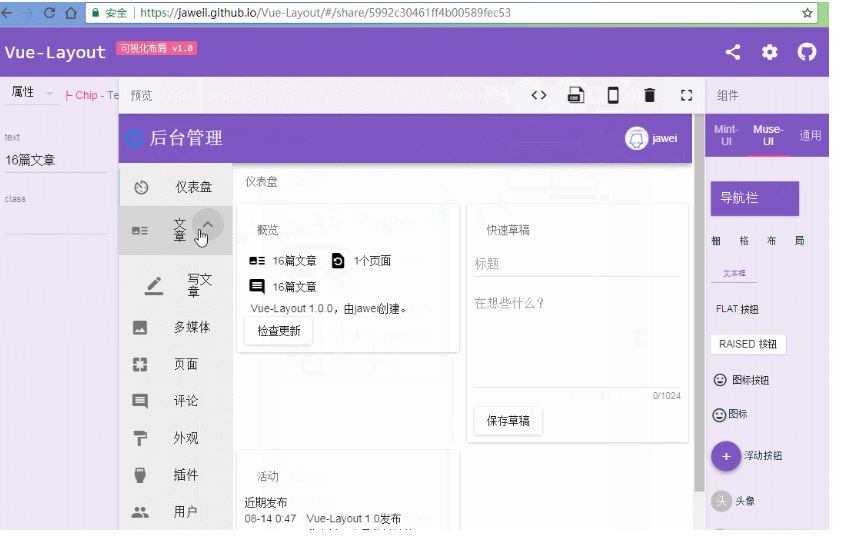 安全 https://jaweii.github.io/Vue-Layout/#/share/5992c30461ff4b00589fec53
Vue-Layout 可视化布局 v1.0
属性 ├ Chip - Te
text
16篇文章
class
预览
后台管理 jawei
仪表盘
文章
写文章
多媒体
页面
评论
外观
插件
用户
仪表盘
概览
16篇文章 1个页面
16篇文章
Vue-Layout 1.0.0，由jawei创建。
检查更新
快速草稿
标题
在想些什么？
0/1024
保存草稿
活动
近期发布
08-14 0:47 Vue-Layout 1.0发布
组件
Mint-UI Muse-UI 通用
导航栏
栅 格 布 局
文本框
FLAT 按钮
RAISED 按钮
图标按钮
图标
+ 浮动按钮
头 头像